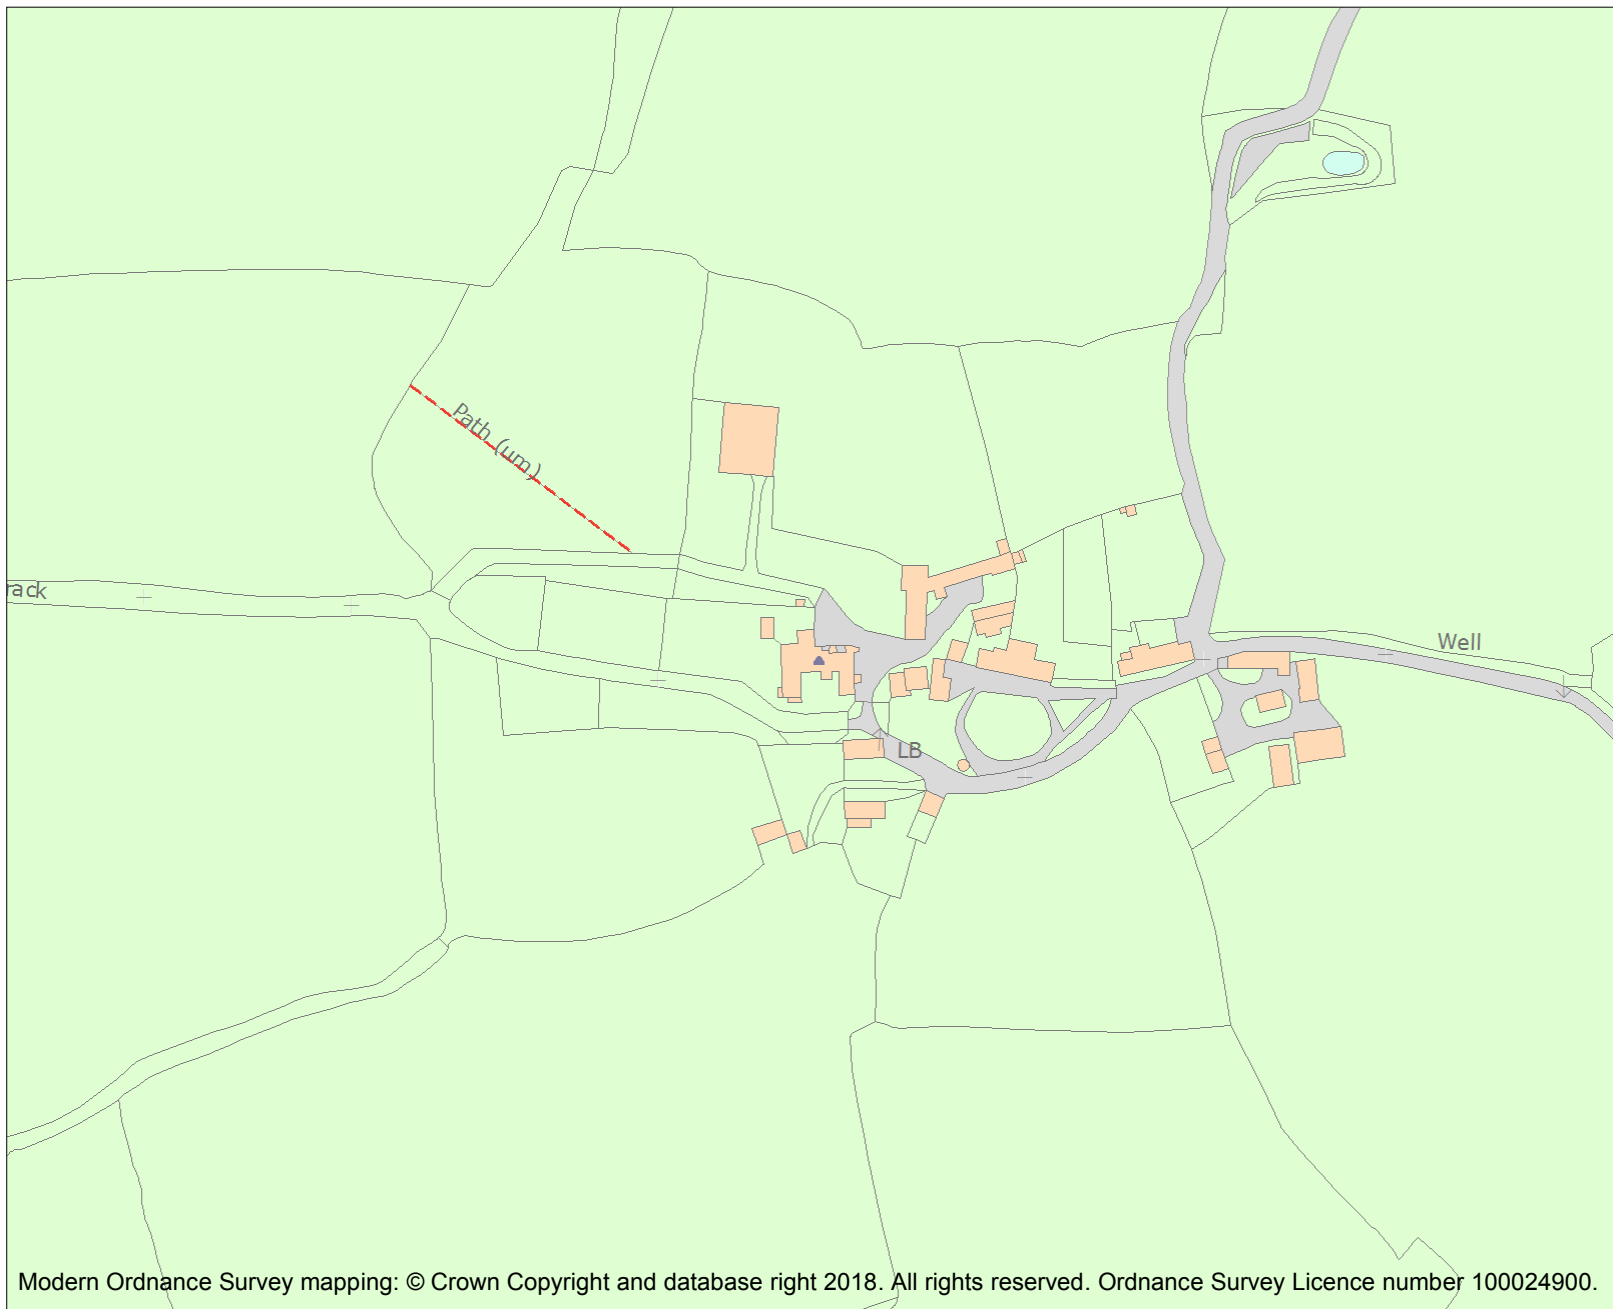 Path (um)
rack
Well
LB
Modern Ordnance Survey mapping: © Crown Copyright and database right 2018. All rights reserved. Ordnance Survey Licence number 100024900.